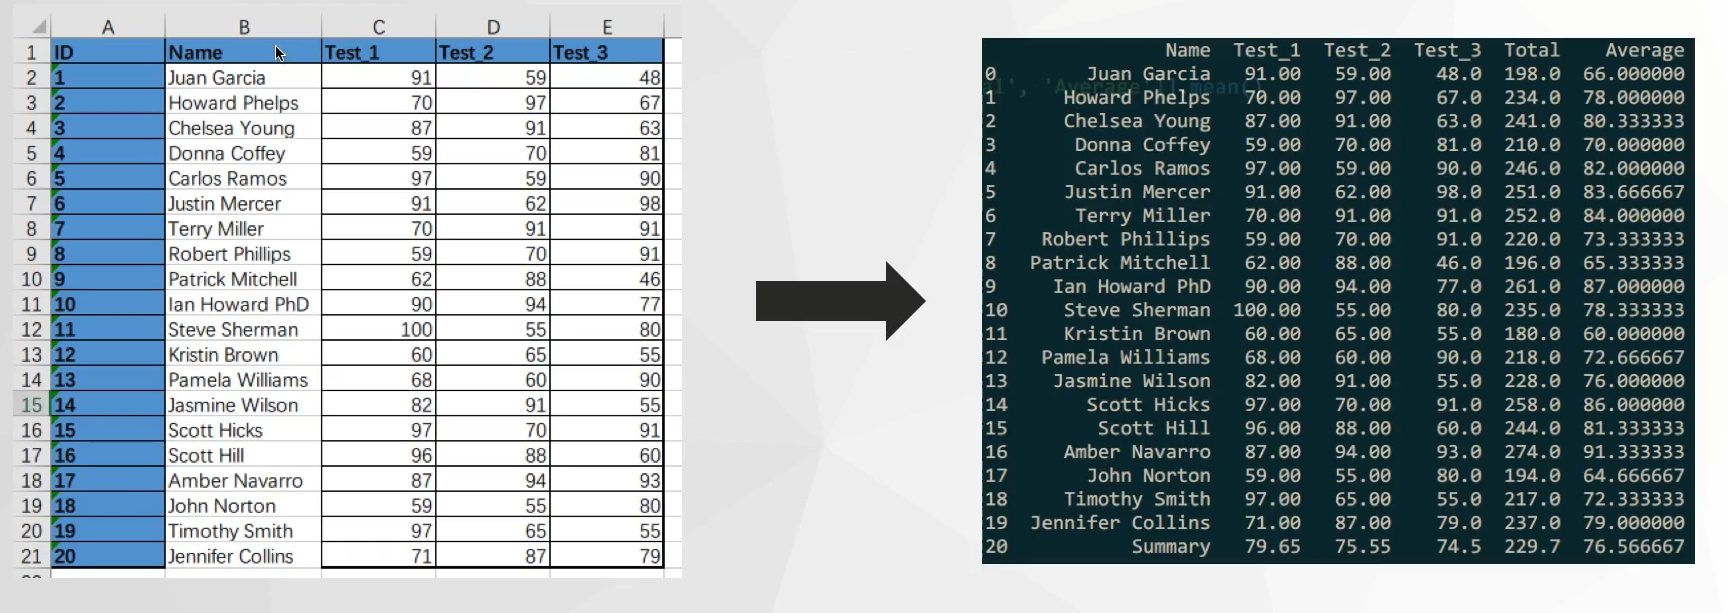 A B C D E
1 ID Name Test_1 Test_2 Test_3
2 1 Juan Garcia 91 59 48
3 2 Howard Phelps 70 97 67
4 3 Chelsea Young 87 91 63
5 4 Donna Coffey 59 70 81
6 5 Carlos Ramos 97 59 90
7 6 Justin Mercer 91 62 98
8 7 Terry Miller 70 91 91
9 8 Robert Phillips 59 70 91
10 9 Patrick Mitchell 62 88 46
11 10 Ian Howard PhD 90 94 77
12 11 Steve Sherman 100 55 80
13 12 Kristin Brown 60 65 55
14 13 Pamela Williams 68 60 90
15 14 Jasmine Wilson 82 91 55
16 15 Scott Hicks 97 70 91
17 16 Scott Hill 96 88 60
18 17 Amber Navarro 87 94 93
19 18 John Norton 59 55 80
20 19 Timothy Smith 97 65 55
21 20 Jennifer Collins 71 87 79
Name Test_1 Test_2 Test_3 Total Average
0 Juan Garcia 91.00 59.00 48.0 198.0 66.000000
1 Howard Phelps 70.00 97.00 67.0 234.0 78.000000
2 Chelsea Young 87.00 91.00 63.0 241.0 80.333333
3 Donna Coffey 59.00 70.00 81.0 210.0 70.000000
4 Carlos Ramos 97.00 59.00 90.0 246.0 82.000000
5 Justin Mercer 91.00 62.00 98.0 251.0 83.666667
6 Terry Miller 70.00 91.00 91.0 252.0 84.000000
7 Robert Phillips 59.00 70.00 91.0 220.0 73.333333
8 Patrick Mitchell 62.00 88.00 46.0 196.0 65.333333
9 Ian Howard PhD 90.00 94.00 77.0 261.0 87.000000
10 Steve Sherman 100.00 55.00 80.0 235.0 78.333333
11 Kristin Brown 60.00 65.00 55.0 180.0 60.000000
12 Pamela Williams 68.00 60.00 90.0 218.0 72.666667
13 Jasmine Wilson 82.00 91.00 55.0 228.0 76.000000
14 Scott Hicks 97.00 70.00 91.0 258.0 86.000000
15 Scott Hill 96.00 88.00 60.0 244.0 81.333333
16 Amber Navarro 87.00 94.00 93.0 274.0 91.333333
17 John Norton 59.00 55.00 80.0 194.0 64.666667
18 Timothy Smith 97.00 65.00 55.0 217.0 72.333333
19 Jennifer Collins 71.00 87.00 79.0 237.0 79.000000
20 Summary 79.65 75.55 74.5 229.7 76.566667